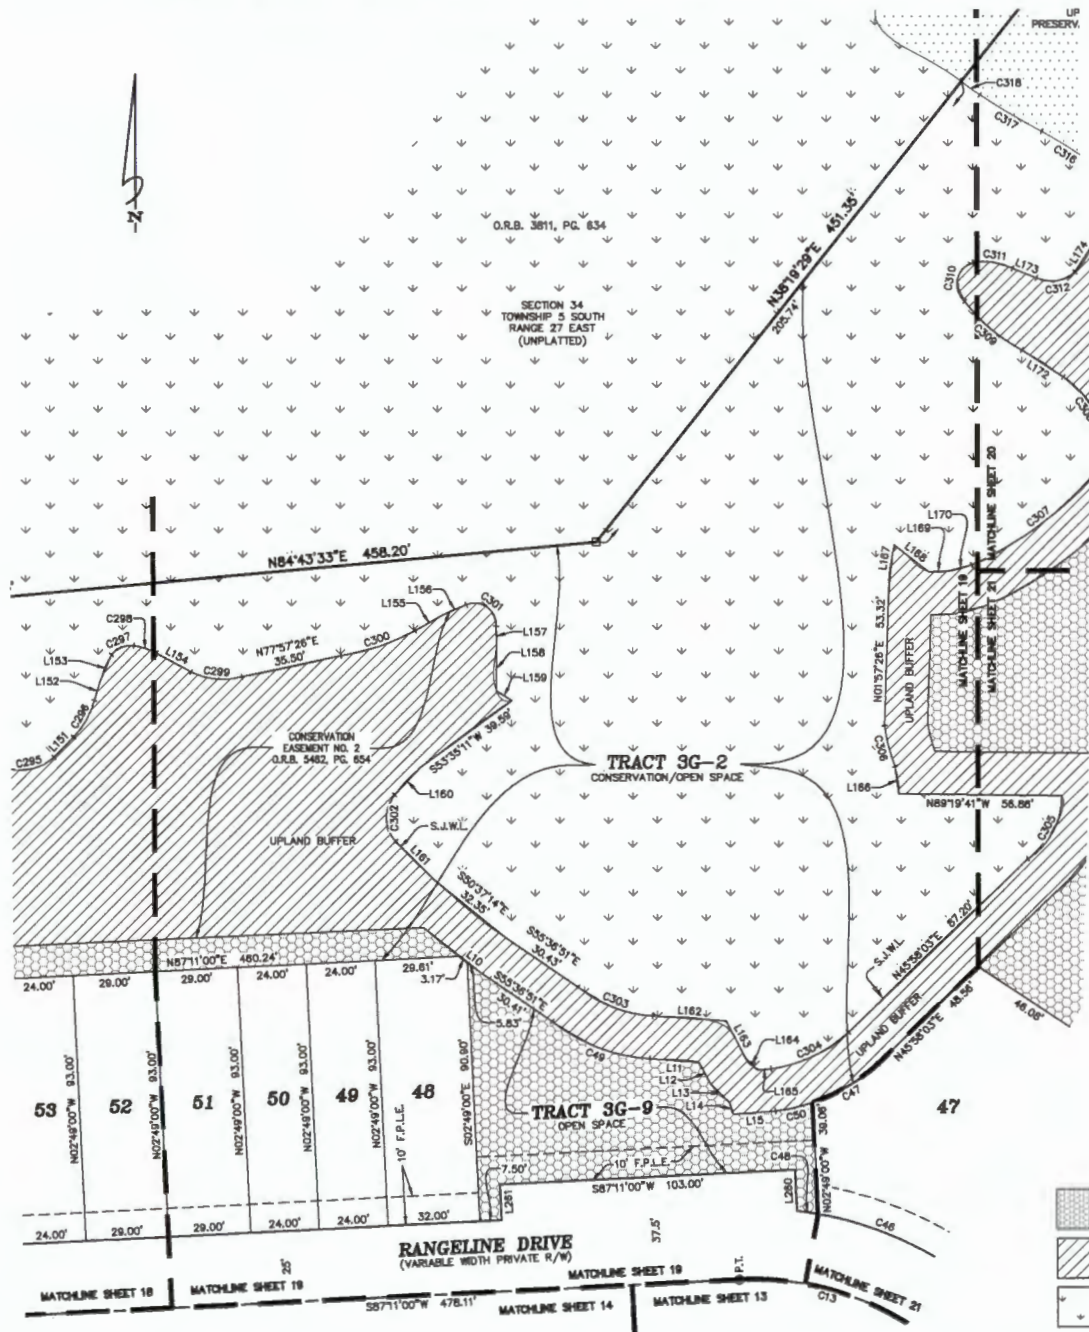 UP
PRESERV.
C318
C317
C316
N
O.R.B. 3811, PG. 634
N38°19'29"E 451.35'
205.74'
C311
L173
L174
C310
C312
SECTION 34
TOWNSHIP 5 SOUTH
RANGE 27 EAST
(UNPLATTED)
C309
L172
MATCHLINE SHEET 20
L170
L169
C307
N84°43'33"E 458.20'
L167
L168
MATCHLINE SHEET 19
MATCHLINE SHEET 21
L156
L155
C301
C298
C297
L157
N77°57'26"E
35.50'
C300
L153
L154
C299
L158
N01°57'26"E 53.32'
L152
L159
UPLAND BUFFER
C296
L151
C295
CONSERVATION
EASEMENT NO. 2
O.R.B. 5482, PG. 654
S53°35'11"W 39.59'
C306
TRACT 3G-2
CONSERVATION/OPEN SPACE
L166
L160
N89°19'41"W 56.86'
C302
S.J.W.L.
C305
UPLAND BUFFER
L161
S50°37'14"E
32.35'
S55°36'51"E
30.43'
N45°58'03"E 57.20'
S.J.W.L.
N87°11'00"E 460.24'
L10
24.00'
29.00'
29.00'
24.00'
24.00'
29.61'
3.17'
S55°36'51"E
30.41'
5.83'
C303
L162
L163
L164
C304
UPLAND BUFFER
N45°58'03"E 48.56'
46.08'
C49
L11
L12
L13
L14
L165
L15
C50
C47
53
52
51
50
49
48
47
N02°49'00"W 93.00'
N02°49'00"W 93.00'
N02°49'00"W 93.00'
N02°49'00"W 93.00'
N02°49'00"W 93.00'
S02°49'00"E 90.90'
TRACT 3G-9
OPEN SPACE
N02°49'00"W 39.06'
10' F.P.L.E.
10' F.P.L.E.
C48
7.50'
S87°11'00"W 103.00'
L281
L280
24.00'
29.00'
29.00'
24.00'
24.00'
32.00'
C46
RANGELINE DRIVE
(VARIABLE WIDTH PRIVATE R/W)
25'
37.5'
P.T.
MATCHLINE SHEET 18
MATCHLINE SHEET 19
MATCHLINE SHEET 19
MATCHLINE SHEET 21
S87°11'00"W 478.11'
MATCHLINE SHEET 14
MATCHLINE SHEET 13
C13